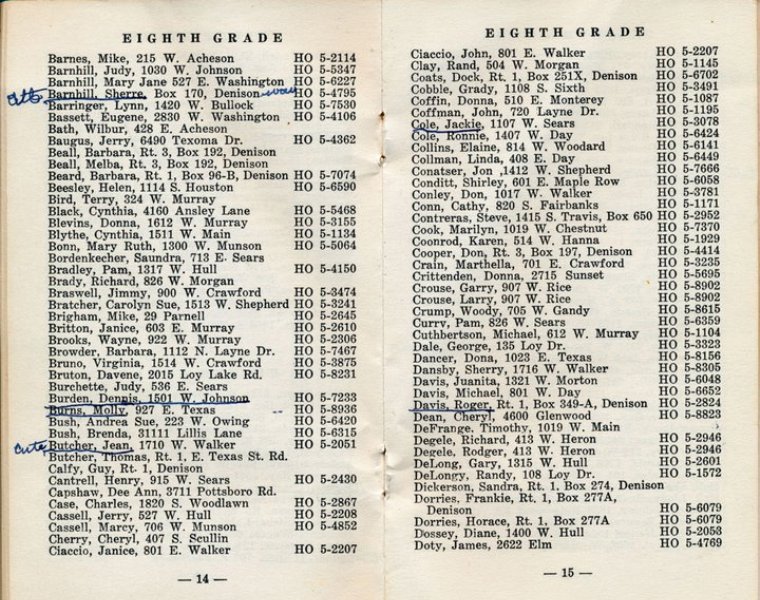 EIGHTH GRADE
Barnes, Mike, 215 W. Acheson HO 5-2114
Barnhill, Judy, 1030 W. Johnson HO 5-5347
Barnhill, Mary Jane 527 E. Washington HO 5-6227
Barnhill, Sherre, Box 170, Denison HO 5-4795
Barringer, Lynn, 1420 W. Bullock HO 5-7530
Bassett, Eugene, 2830 W. Washington HO 5-4106
Bath, Wilbur, 428 E. Acheson
Baugus, Jerry, 6490 Texoma Dr. HO 5-4362
Beall, Barbara, Rt. 3, Box 192, Denison
Beall, Melba, Rt. 3, Box 192, Denison
Beard, Barbara, Rt. 1, Box 96-B, Denison HO 5-7074
Beesley, Helen, 1114 S. Houston HO 5-6590
Bird, Terry, 324 W. Murray
Black, Cynthia, 4160 Ansley Lane HO 5-5468
Blevins, Donna, 1612 W. Murray HO 5-3155
Blythe, Cynthia, 1511 W. Main HO 5-1134
Bonn, Mary Ruth, 1300 W. Munson HO 5-5064
Bordenkecher, Saundra, 713 E. Sears
Bradley, Pam, 1317 W. Hull HO 5-4150
Brady, Richard, 826 W. Morgan
Braswell, Jimmy, 900 W. Crawford HO 5-3474
Bratcher, Carolyn Sue, 1513 W. Shepherd HO 5-3241
Brigham, Mike, 29 Parnell HO 5-2645
Britton, Janice, 603 E. Murray HO 5-2610
Brooks, Wayne, 922 W. Murray HO 5-2306
Browder, Barbara, 1112 N. Layne Dr. HO 5-7467
Bruno, Virginia, 1514 W. Crawford HO 5-3875
Bruton, Davene, 2015 Loy Lake Rd. HO 5-8231
Burchette, Judy, 536 E. Sears
Burden, Dennis, 1501 W. Johnson HO 5-7233
Burns, Molly, 927 E. Texas HO 5-8936
Bush, Andrea Sue, 223 W. Owing HO 5-6420
Bush, Brenda, 31111 Lillis Lane HO 5-6315
cute Butcher, Jean, 1710 W. Walker HO 5-2051
Butcher, Thomas, Rt. 1, E. Texas St. Rd.
Calfy, Guy, Rt. 1, Denison
Cantrell, Henry, 915 W. Sears HO 5-2430
Capshaw, Dee Ann, 3711 Pottsboro Rd.
Case, Charles, 1820 S. Woodlawn HO 5-2867
Cassell, Jerry, 527 W. Hull HO 5-2208
Cassell, Marcy, 706 W. Munson HO 5-4852
Cherry, Cheryl, 407 S. Scullin
Ciaccio, Janice, 801 E. Walker HO 5-2207
— 14 —
EIGHTH GRADE
Ciaccio, John, 801 E. Walker HO 5-2207
Clay, Rand, 504 W. Morgan HO 5-1145
Coats, Dock, Rt. 1, Box 251X, Denison HO 5-6702
Cobble, Grady, 1108 S. Sixth HO 5-3491
Coffin, Donna, 510 E. Monterey HO 5-1087
Coffman, John, 720 Layne Dr. HO 5-1195
Cole, Jackie, 1107 W. Sears HO 5-3078
Cole, Ronnie, 1407 W. Day HO 5-6424
Collins, Elaine, 814 W. Woodard HO 5-6141
Collman, Linda, 408 E. Day HO 5-6449
Conatser, Jon ,1412 W. Shepherd HO 5-7666
Conditt, Shirley, 601 E. Maple Row HO 5-6058
Conley, Don, 1017 W. Walker HO 5-3781
Conn, Cathy, 820 S. Fairbanks HO 5-1171
Contreras, Steve, 1415 S. Travis, Box 650 HO 5-2952
Cook, Marilyn, 1019 W. Chestnut HO 5-7370
Coonrod, Karen, 514 W. Hanna HO 5-1929
Cooper, Don, Rt. 3, Box 197, Denison HO 5-4414
Crain, Marthella, 701 E. Crawford HO 5-3235
Crittenden, Donna, 2715 Sunset HO 5-5695
Crouse, Garry, 907 W. Rice HO 5-8902
Crouse, Larry, 907 W. Rice HO 5-8902
Crump, Woody, 705 W. Gandy HO 5-8615
Currv, Pam, 826 W. Sears HO 5-6359
Cuthbertson, Michael, 612 W. Murray HO 5-1104
Dale, George, 135 Loy Dr. HO 5-3323
Dancer, Dona, 1023 E. Texas HO 5-8156
Dansby, Sherry, 1716 W. Walker HO 5-8305
Davis, Juanita, 1321 W. Morton HO 5-6048
Davis, Michael, 801 W. Day HO 5-6652
Davis, Roger, Rt. 1, Box 349-A, Denison HO 5-2824
Dean, Cheryl, 4600 Glenwood HO 5-8823
DeFrange, Timothy, 1019 W. Main
Degele, Richard, 413 W. Heron HO 5-2946
Degele, Rodger, 413 W. Heron HO 5-2946
DeLong, Gary, 1315 W. Hull HO 5-2601
DeLongy, Randy, 108 Loy Dr. HO 5-1572
Dickerson, Sandra, Rt. 1, Box 274, Denison
Dorries, Frankie, Rt. 1, Box 277A,
Denison HO 5-6079
Dorries, Horace, Rt. 1, Box 277A HO 5-6079
Dossey, Diane, 1400 W. Hull HO 5-2053
Doty, James, 2622 Elm HO 5-4769
— 15 —